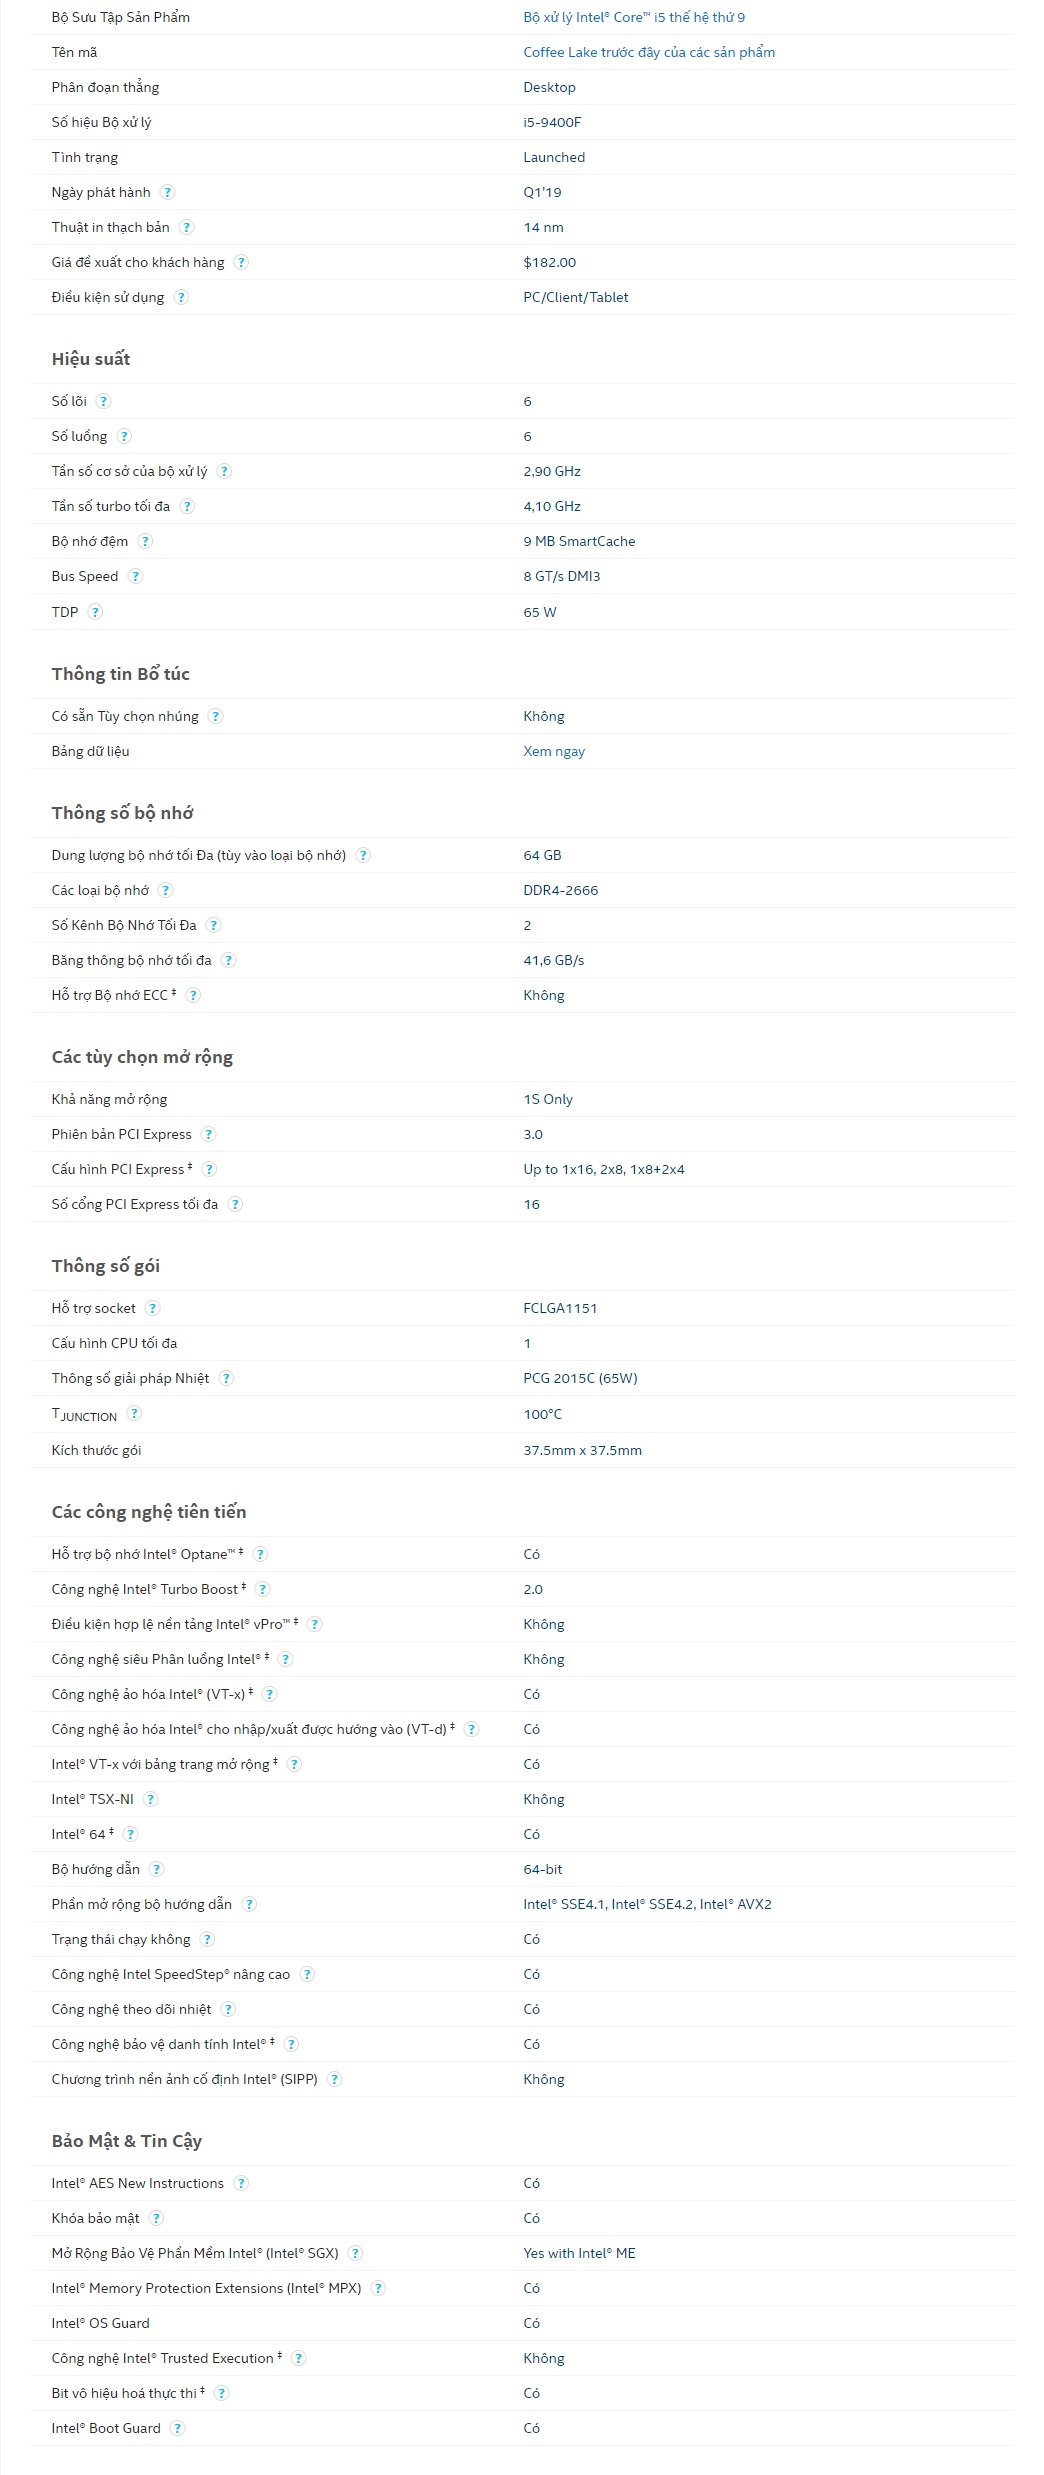 Bộ Sưu Tập Sản Phẩm Bộ xử lý Intel® Core™ i5 thế hệ thứ 9
Tên mã Coffee Lake trước đây của các sản phẩm
Phân đoạn thẳng Desktop
Số hiệu Bộ xử lý i5-9400F
Tình trạng Launched
Ngày phát hành ? Q1'19
Thuật in thạch bản ? 14 nm
Giá đề xuất cho khách hàng ? $182.00
Điều kiện sử dụng ? PC/Client/Tablet
Hiệu suất
Số lõi ? 6
Số luồng ? 6
Tần số cơ sở của bộ xử lý ? 2,90 GHz
Tần số turbo tối đa ? 4,10 GHz
Bộ nhớ đệm ? 9 MB SmartCache
Bus Speed ? 8 GT/s DMI3
TDP ? 65 W
Thông tin Bổ túc
Có sẵn Tùy chọn nhúng ? Không
Bảng dữ liệu Xem ngay
Thông số bộ nhớ
Dung lượng bộ nhớ tối Đa (tùy vào loại bộ nhớ) ? 64 GB
Các loại bộ nhớ ? DDR4-2666
Số Kênh Bộ Nhớ Tối Đa ? 2
Băng thông bộ nhớ tối đa ? 41,6 GB/s
Hỗ trợ Bộ nhớ ECC ‡ ? Không
Các tùy chọn mở rộng
Khả năng mở rộng 1S Only
Phiên bản PCI Express ? 3.0
Cấu hình PCI Express ‡ ? Up to 1x16, 2x8, 1x8+2x4
Số cổng PCI Express tối đa ? 16
Thông số gói
Hỗ trợ socket ? FCLGA1151
Cấu hình CPU tối đa 1
Thông số giải pháp Nhiệt ? PCG 2015C (65W)
TJUNCTION ? 100°C
Kích thước gói 37.5mm x 37.5mm
Các công nghệ tiên tiến
Hỗ trợ bộ nhớ Intel® Optane™ ‡ ? Có
Công nghệ Intel® Turbo Boost ‡ ? 2.0
Điều kiện hợp lệ nền tảng Intel® vPro™ ‡ ? Không
Công nghệ siêu Phân luồng Intel® ‡ ? Không
Công nghệ ảo hóa Intel® (VT-x) ‡ ? Có
Công nghệ ảo hóa Intel® cho nhập/xuất được hướng vào (VT-d) ‡ ? Có
Intel® VT-x với bảng trang mở rộng ‡ ? Có
Intel® TSX-NI ? Không
Intel® 64 ‡ ? Có
Bộ hướng dẫn ? 64-bit
Phần mở rộng bộ hướng dẫn ? Intel® SSE4.1, Intel® SSE4.2, Intel® AVX2
Trạng thái chạy không ? Có
Công nghệ Intel SpeedStep® nâng cao ? Có
Công nghệ theo dõi nhiệt ? Có
Công nghệ bảo vệ danh tính Intel® ‡ ? Có
Chương trình nền ảnh cố định Intel® (SIPP) ? Không
Bảo Mật & Tin Cậy
Intel® AES New Instructions ? Có
Khóa bảo mật ? Có
Mở Rộng Bảo Vệ Phần Mềm Intel® (Intel® SGX) ? Yes with Intel® ME
Intel® Memory Protection Extensions (Intel® MPX) ? Có
Intel® OS Guard Có
Công nghệ Intel® Trusted Execution ‡ ? Không
Bit vô hiệu hoá thực thi ‡ ? Có
Intel® Boot Guard ? Có